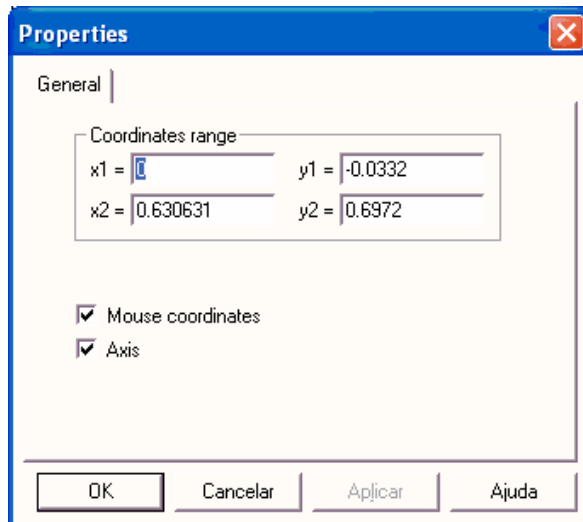 Properties
General
Coordinates range
x1 = 0 y1 = -0.0332
x2 = 0.630631 y2 = 0.6972
Mouse coordinates
Axis
OK Cancelar Aplicar Ajuda